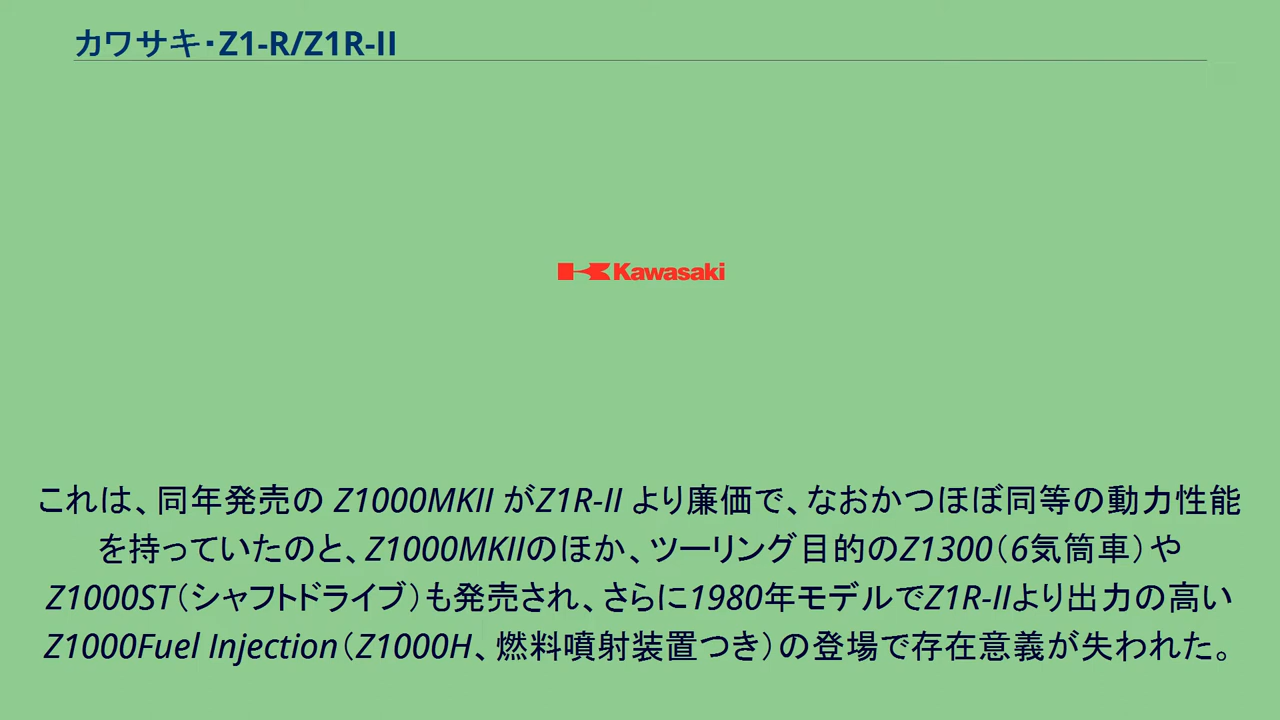 カワサキ・Z1-R/Z1R-II
Kawasaki
これは、同年発売の Z1000MKII がZ1R-II より廉価で、なおかつほぼ同等の動力性能
を持っていたのと、Z1000MKIIのほか、ツーリング目的のZ1300（6気筒車）や
Z1000ST（シャフトドライブ）も発売され、さらに1980年モデルでZ1R-IIより出力の高い
Z1000Fuel Injection（Z1000H、燃料噴射装置つき）の登場で存在意義が失われた。